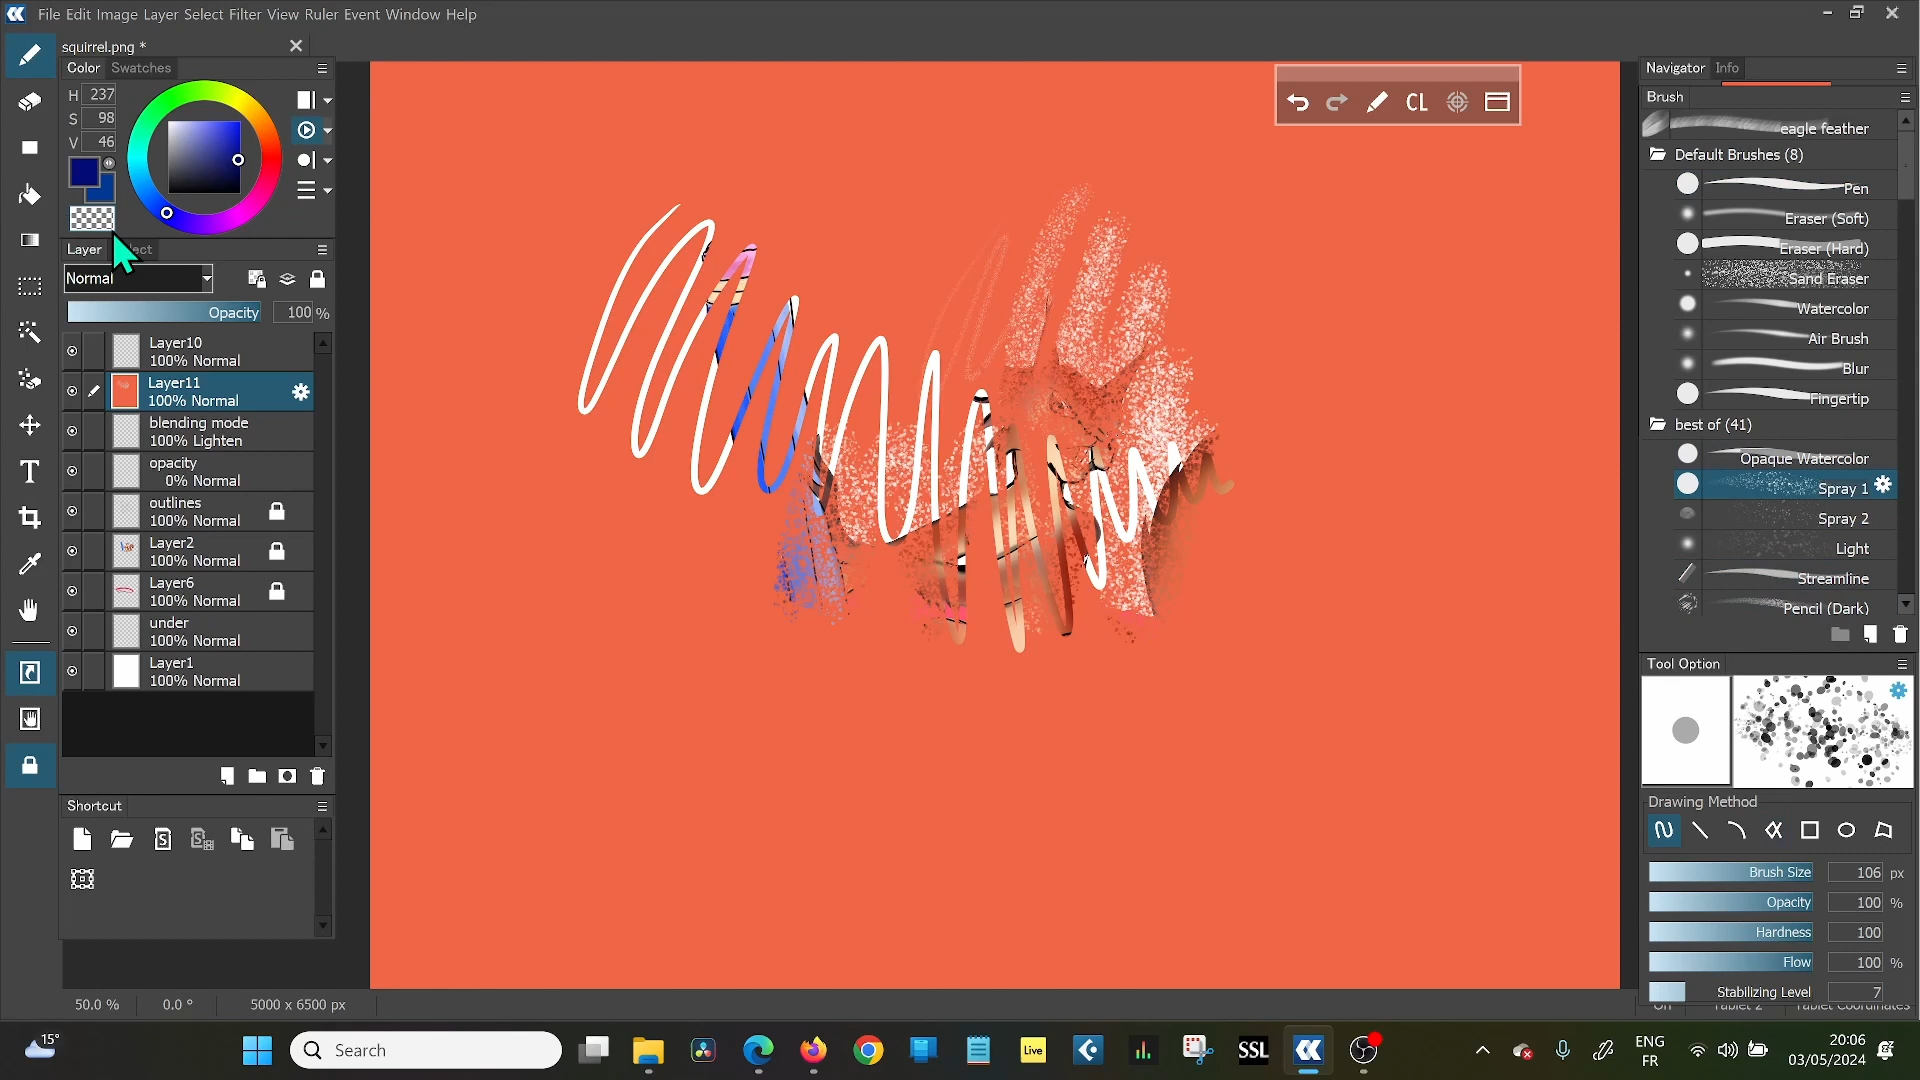 File Edit Image Layer Select Filter View Ruler Event Window Help
squirrel.png *
Color Swatches
H 237
S 98
V 46
Layer
Normal
Opacity 100 %
Layer10
100% Normal
Layer11
100% Normal
blending mode
100% Lighten
opacity
0% Normal
outlines
100% Normal
Layer2
100% Normal
Layer6
100% Normal
under
100% Normal
Layer1
100% Normal
Shortcut
50.0 % 0.0 ° 5000 x 6500 px
CL
Navigator Info
Brush
eagle feather
Default Brushes (8)
Pen
Eraser (Soft)
Eraser (Hard)
Sand Eraser
Watercolor
Air Brush
Blur
Fingertip
best of (41)
Opaque Watercolor
Spray 1
Spray 2
Light
Streamline
Pencil (Dark)
Tool Option
Drawing Method
Brush Size 106 px
Opacity 100 %
Hardness 100
Flow 100 %
Stabilizing Level 7
On Tablet 2 Tablet Coordinates
15°
Search
Live
SSL
ENG
FR
20:06
03/05/2024